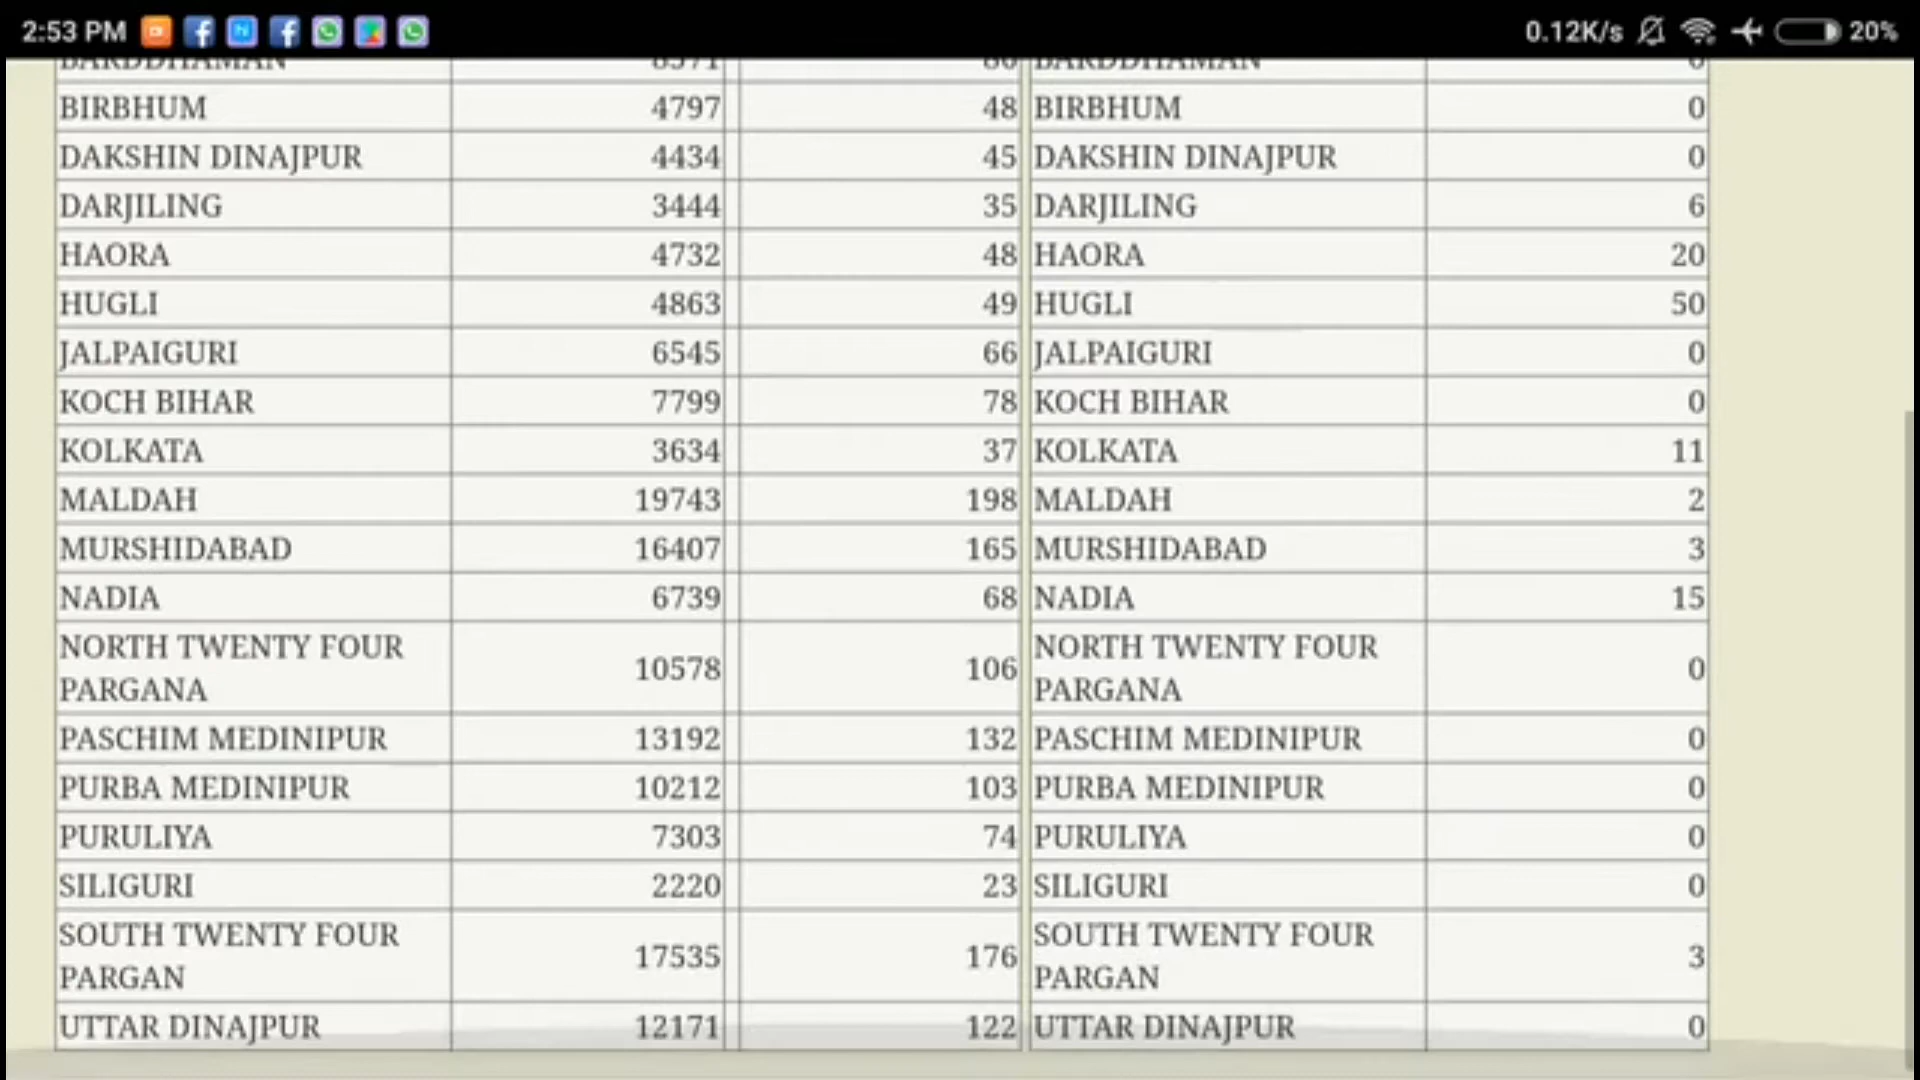 2:53 PM 0.12K/s 20%
BARDDHAMAN 8571 86 BARDDHAMAN 0
BIRBHUM 4797 48 BIRBHUM 0
DAKSHIN DINAJPUR 4434 45 DAKSHIN DINAJPUR 0
DARJILING 3444 35 DARJILING 6
HAORA 4732 48 HAORA 20
HUGLI 4863 49 HUGLI 50
JALPAIGURI 6545 66 JALPAIGURI 0
KOCH BIHAR 7799 78 KOCH BIHAR 0
KOLKATA 3634 37 KOLKATA 11
MALDAH 19743 198 MALDAH 2
MURSHIDABAD 16407 165 MURSHIDABAD 3
NADIA 6739 68 NADIA 15
NORTH TWENTY FOUR
PARGANA 10578 106 NORTH TWENTY FOUR
PARGANA 0
PASCHIM MEDINIPUR 13192 132 PASCHIM MEDINIPUR 0
PURBA MEDINIPUR 10212 103 PURBA MEDINIPUR 0
PURULIYA 7303 74 PURULIYA 0
SILIGURI 2220 23 SILIGURI 0
SOUTH TWENTY FOUR
PARGAN 17535 176 SOUTH TWENTY FOUR
PARGAN 3
UTTAR DINAJPUR 12171 122 UTTAR DINAJPUR 0